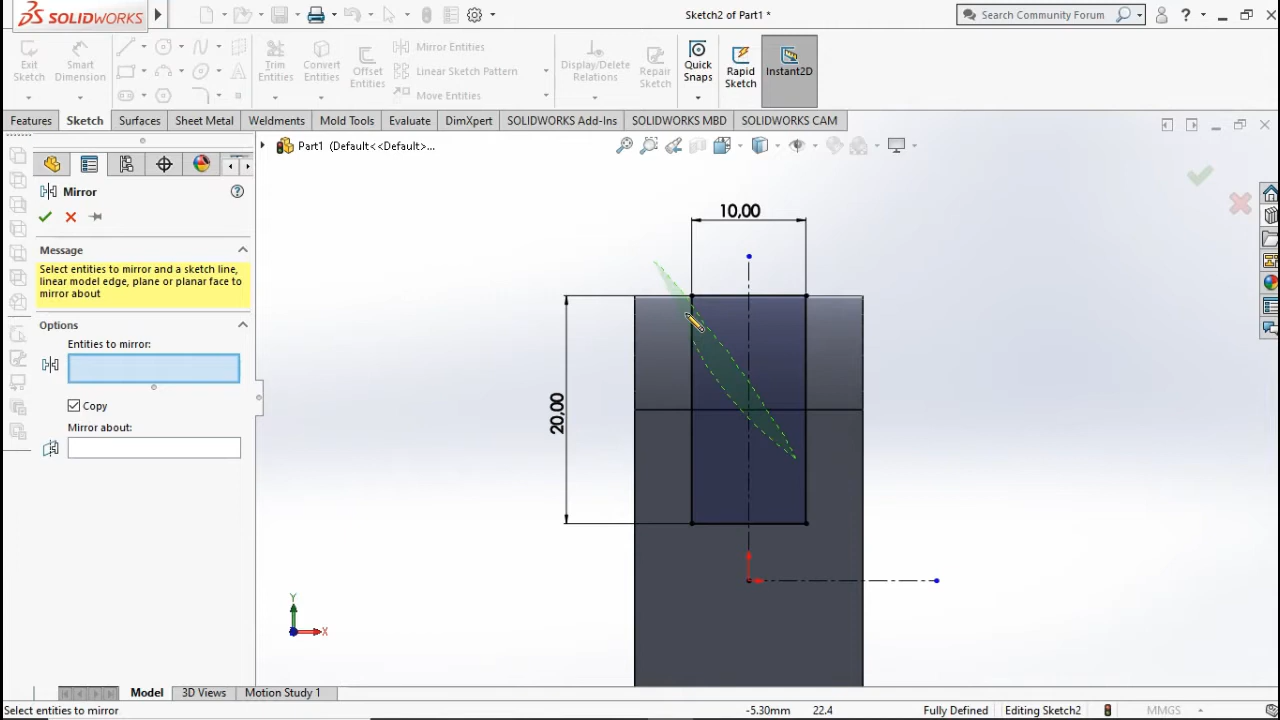 SOLIDWORKS
Sketch2 of Part1 *
Search Community Forum
?
Exit Sketch
Smart Dimension
Trim Entities
Convert Entities
Offset Entities
Mirror Entities
Linear Sketch Pattern
Move Entities
Display/Delete Relations
Repair Sketch
Quick Snaps
Rapid Sketch
Instant2D
Features
Sketch
Surfaces
Sheet Metal
Weldments
Mold Tools
Evaluate
DimXpert
SOLIDWORKS Add-Ins
SOLIDWORKS MBD
SOLIDWORKS CAM
Part1 (Default<<Default>...
Mirror
?
Message
Select entities to mirror and a sketch line,
linear model edge, plane or planar face to
mirror about
Options
Entities to mirror:
Copy
Mirror about:
10,00
20,00
Y
X
Model
3D Views
Motion Study 1
Select entities to mirror
-5.30mm
22.4
Fully Defined
Editing Sketch2
MMGS